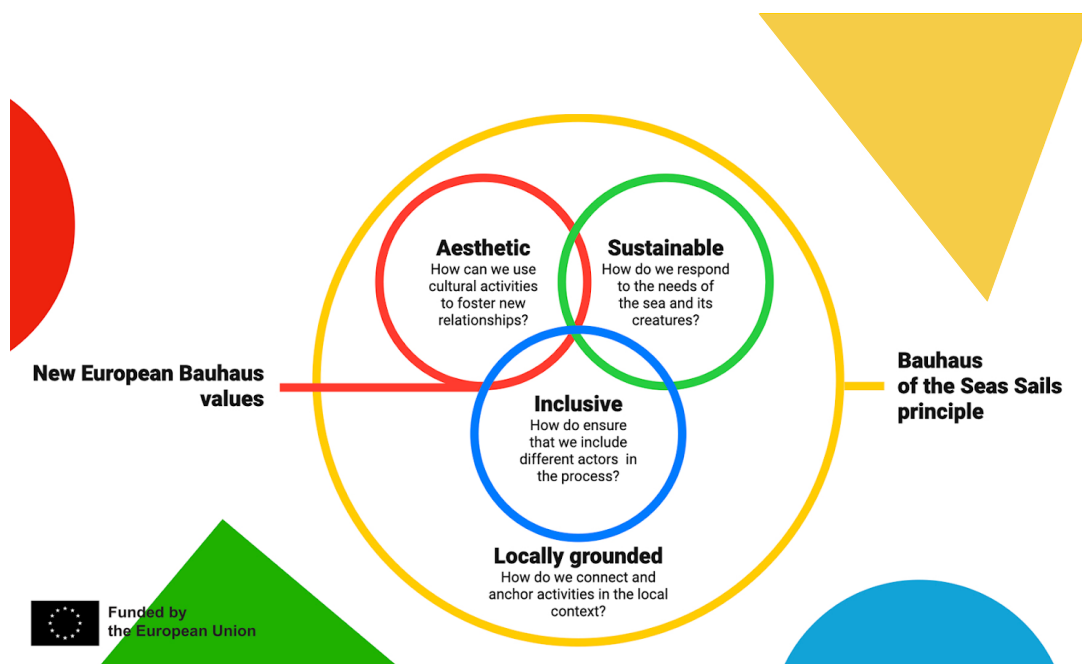 Aesthetic
How can we use
cultural activities
to foster new
relationships?
Sustainable
How do we respond
to the needs of
the sea and its
creatures?
New European Bauhaus
values
Bauhaus
of the Seas Sails
principle
Inclusive
How do ensure
that we include
different actors in
the process?
Locally grounded
How do we connect and
anchor activities in the local
context?
Funded by
the European Union